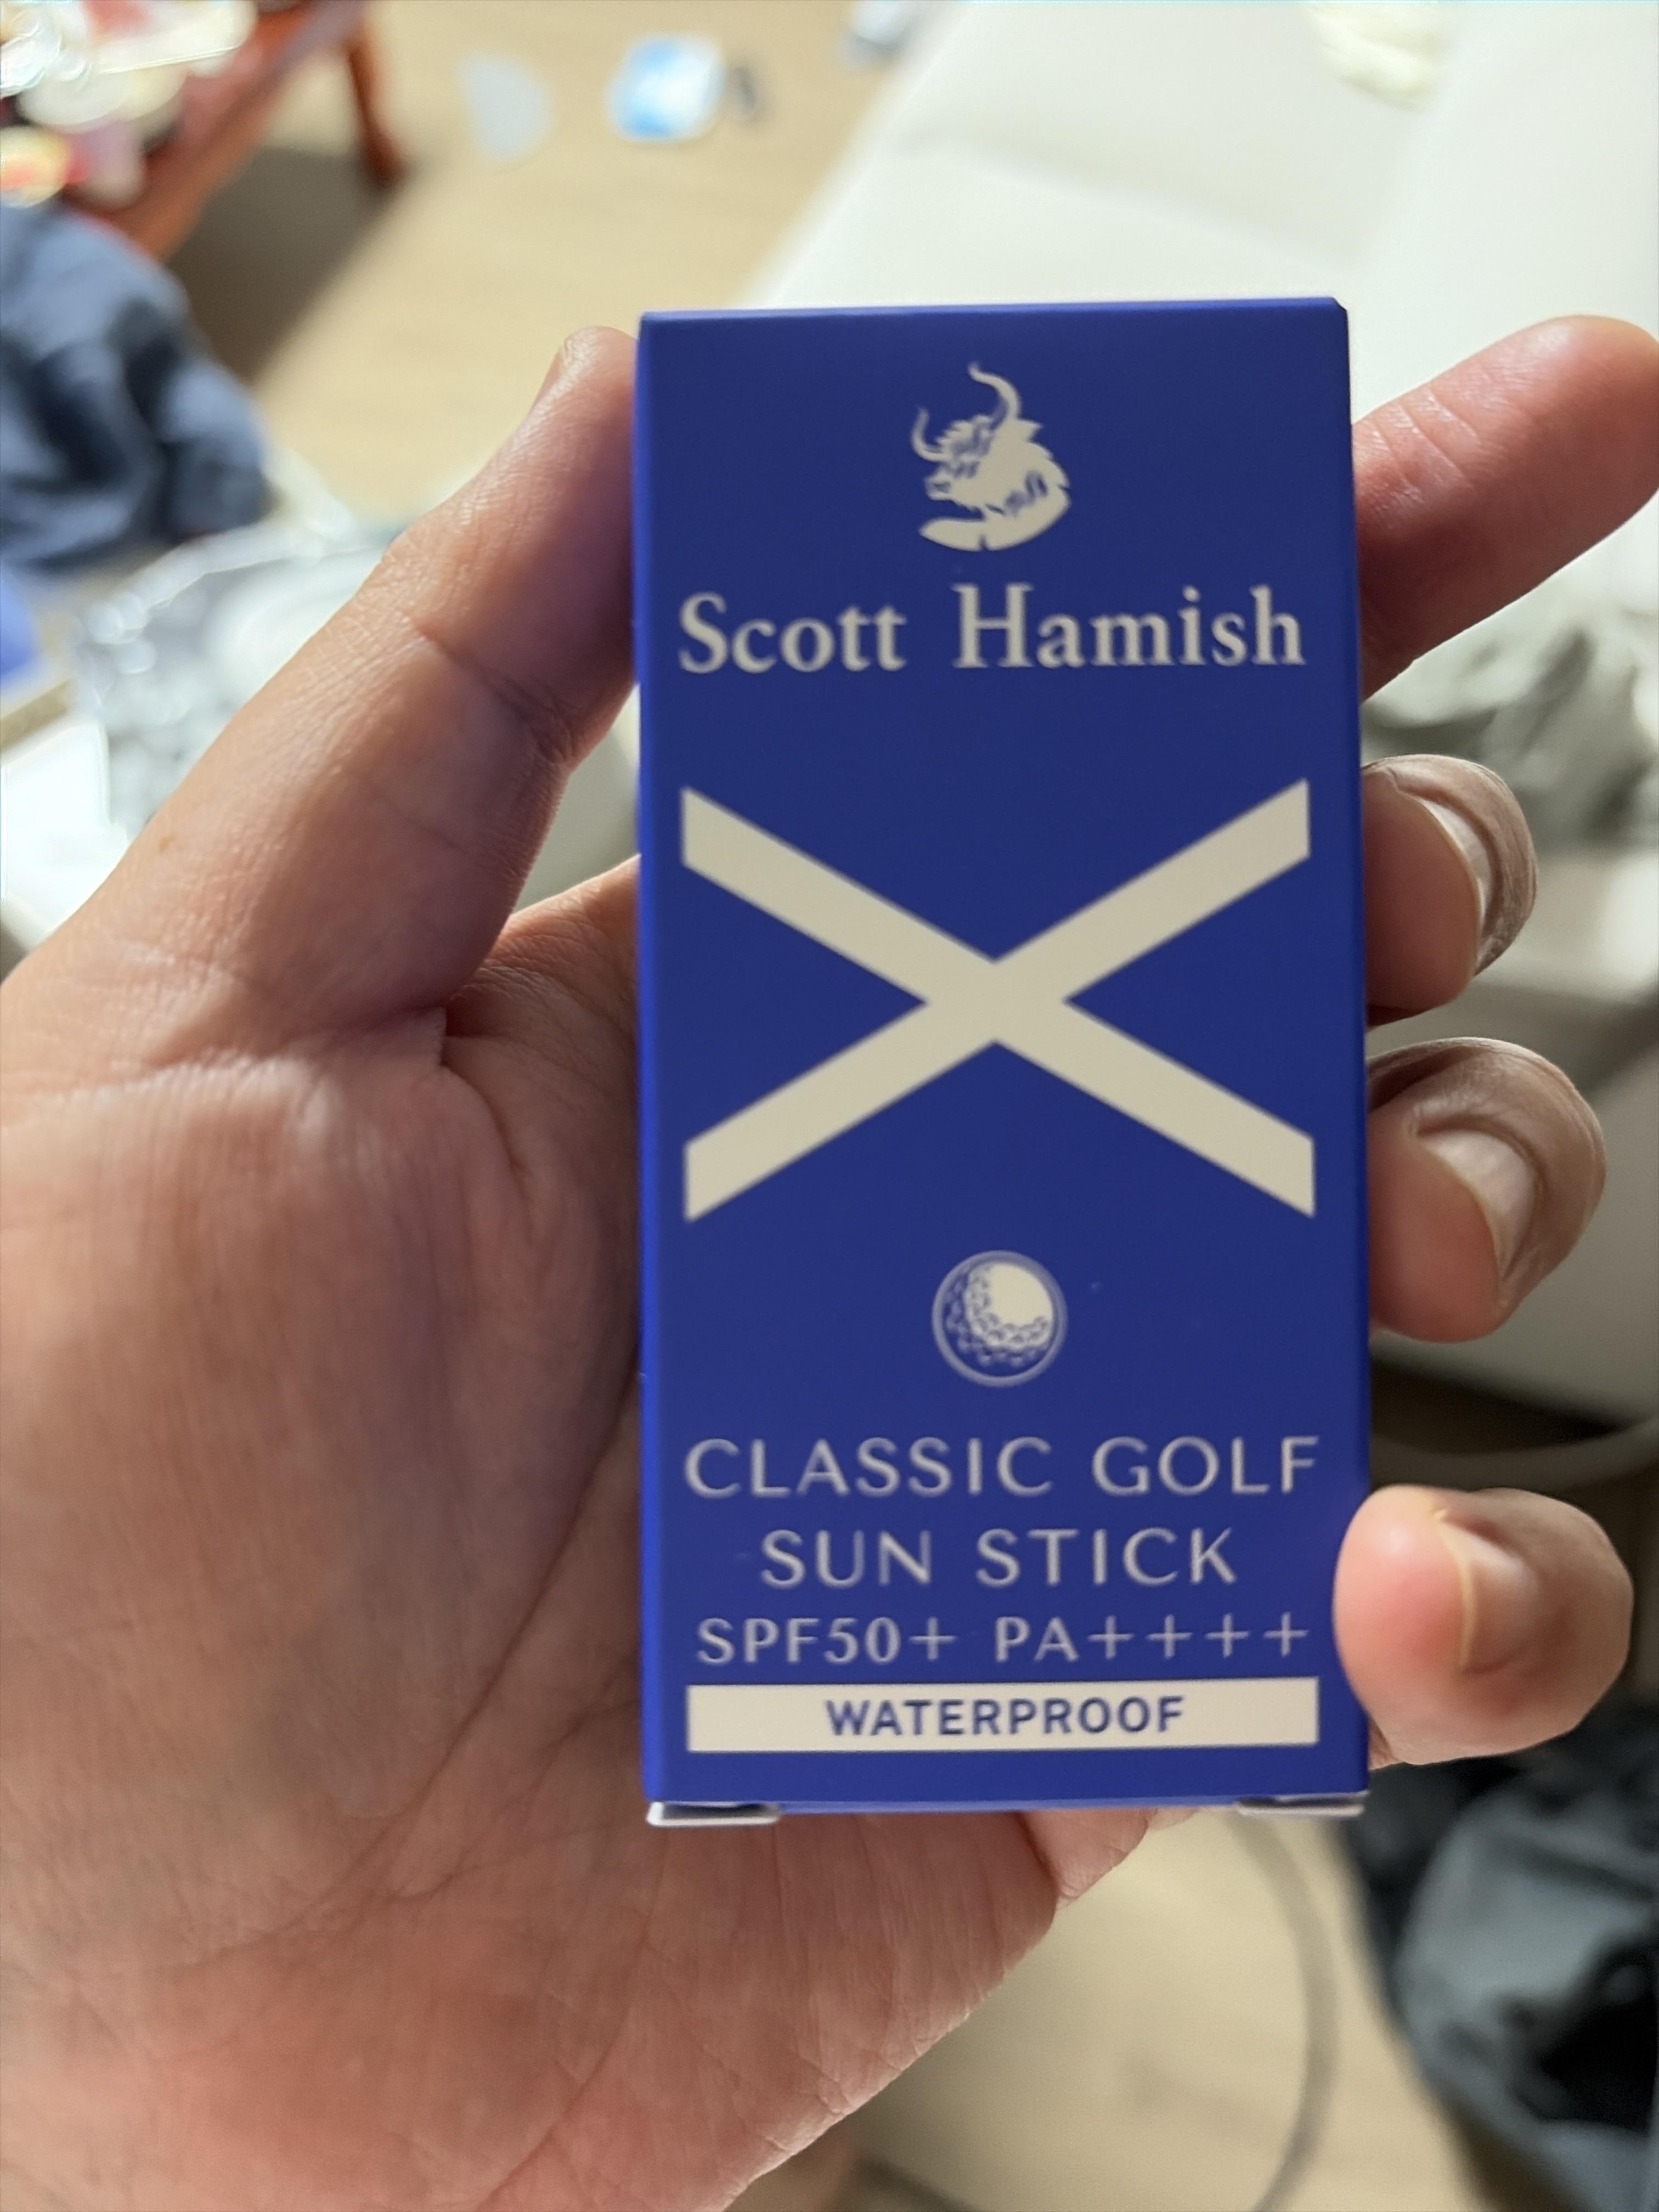 Scott Hamish
CLASSIC GOLF
SUN STICK
SPF50+ PA++++
WATERPROOF